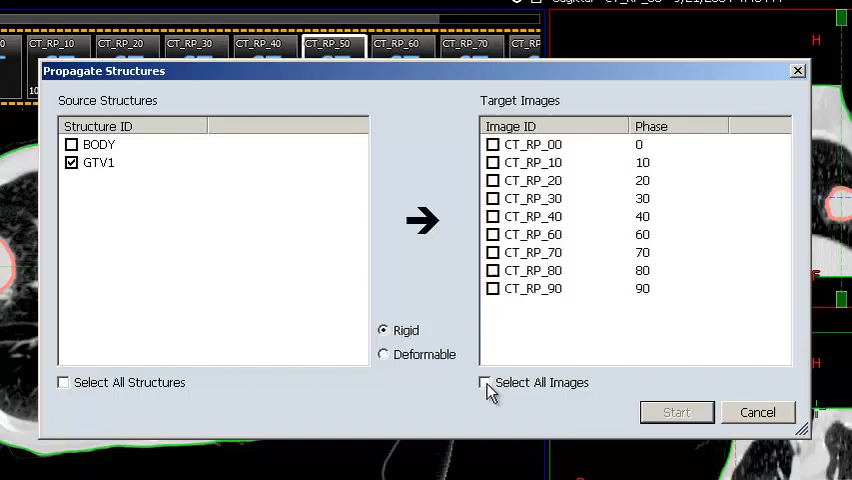 CT_RP_10 CT_RP_20 CT_RP_30 CT_RP_40 CT_RP_50 CT_RP_60 CT_RP_70 CT_RP
Propagate Structures
Source Structures
Structure ID
BODY
GTV1
Rigid
Deformable
Select All Structures
Target Images
Image ID Phase
CT_RP_00 0
CT_RP_10 10
CT_RP_20 20
CT_RP_30 30
CT_RP_40 40
CT_RP_60 60
CT_RP_70 70
CT_RP_80 80
CT_RP_90 90
Select All Images
Start Cancel
H
H
H